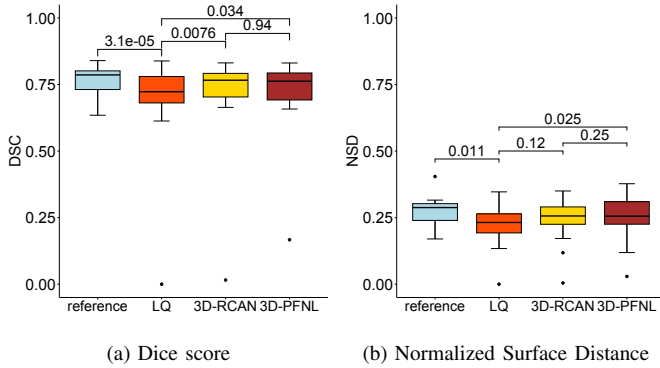 1.00
0.75
0.50
0.25
0.00
DSC
3.1e-05
0.0076
0.034
0.94
reference LQ 3D-RCAN 3D-PFNL
(a) Dice score
1.00
0.75
0.50
0.25
0.00
NSD
0.011
0.12
0.025
0.25
reference LQ 3D-RCAN 3D-PFNL
(b) Normalized Surface Distance